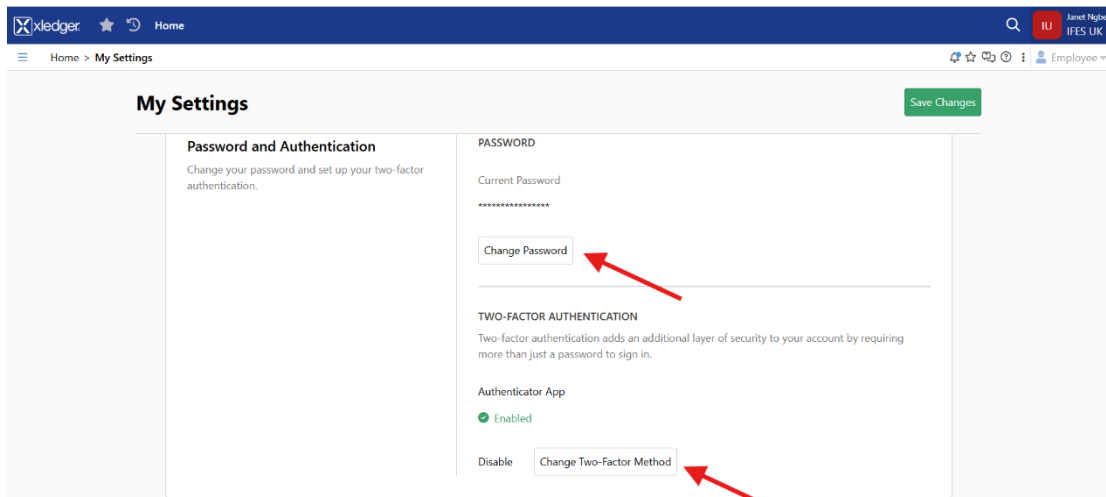 xledger Home
IU
Janet Ngbe
IFES UK
Home > My Settings
Employee
My Settings
Save Changes
Password and Authentication
Change your password and set up your two-factor
authentication.
PASSWORD
Current Password
***************
Change Password
TWO-FACTOR AUTHENTICATION
Two-factor authentication adds an additional layer of security to your account by requiring
more than just a password to sign in.
Authenticator App
Enabled
Disable Change Two-Factor Method